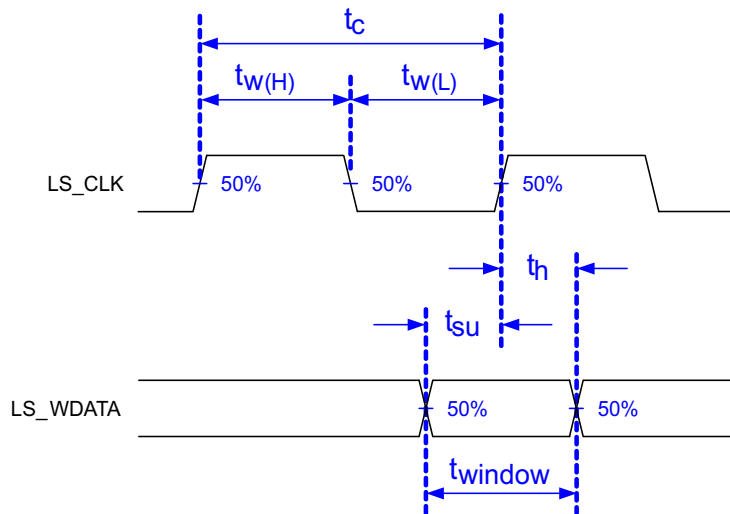 tc
tw(H) tw(L)
LS_CLK 50% 50% 50%
th
tsu
LS_WDATA 50% 50%
twindow